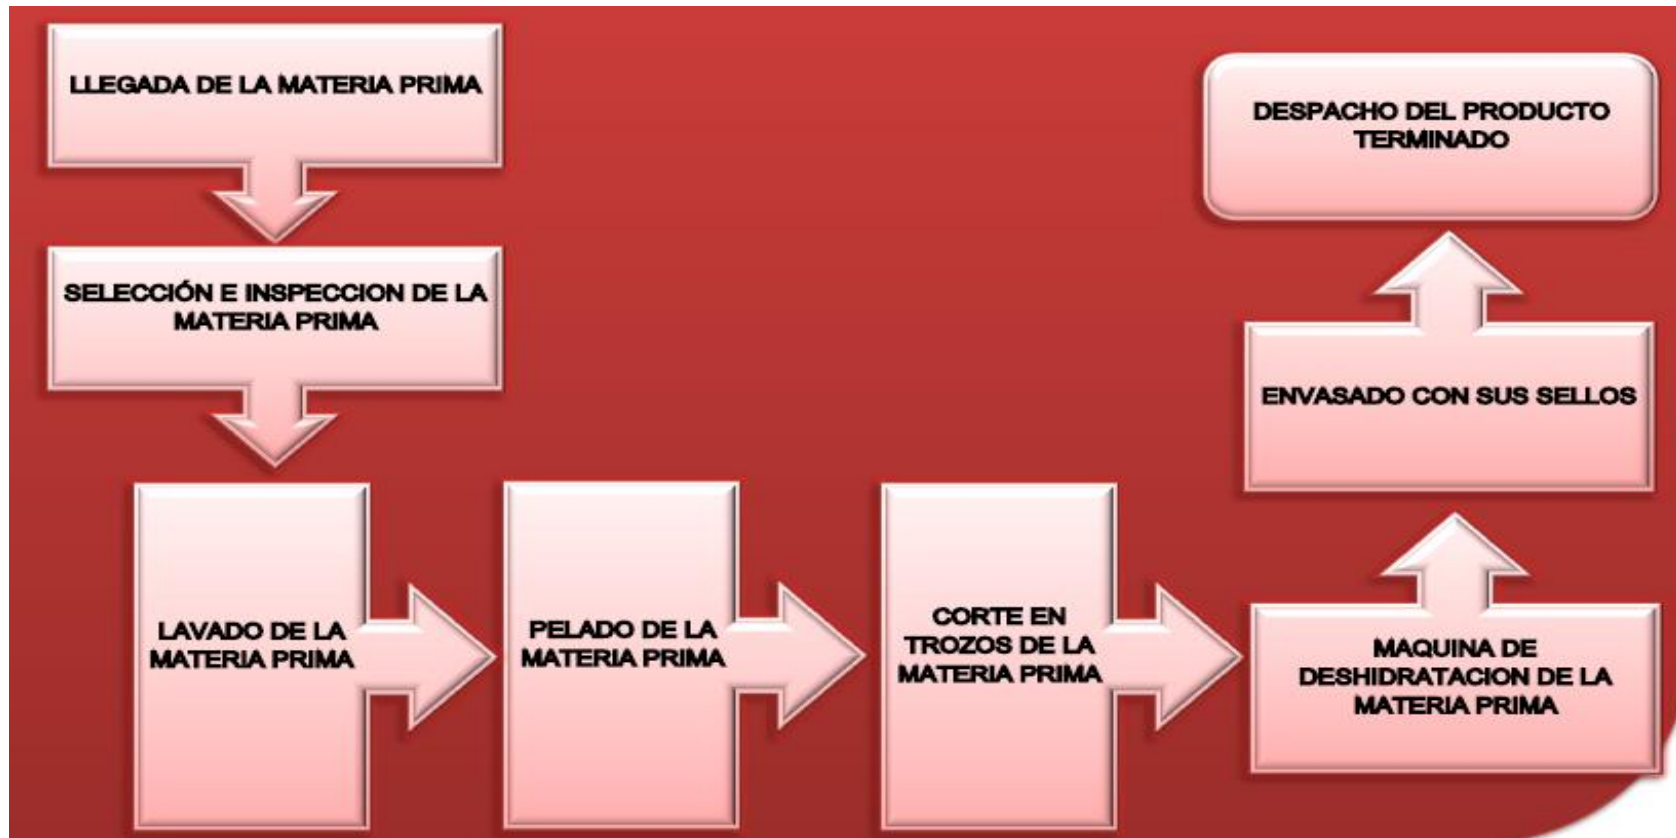 LLEGADA DE LA MATERIA PRIMA
SELECCIÓN E INSPECCION DE LA
MATERIA PRIMA
LAVADO DE LA
MATERIA PRIMA
PELADO DE LA
MATERIA PRIMA
CORTE EN
TROZOS DE LA
MATERIA PRIMA
MAQUINA DE
DESHIDRATACION DE LA
MATERIA PRIMA
ENVASADO CON SUS SELLOS
DESPACHO DEL PRODUCTO
TERMINADO